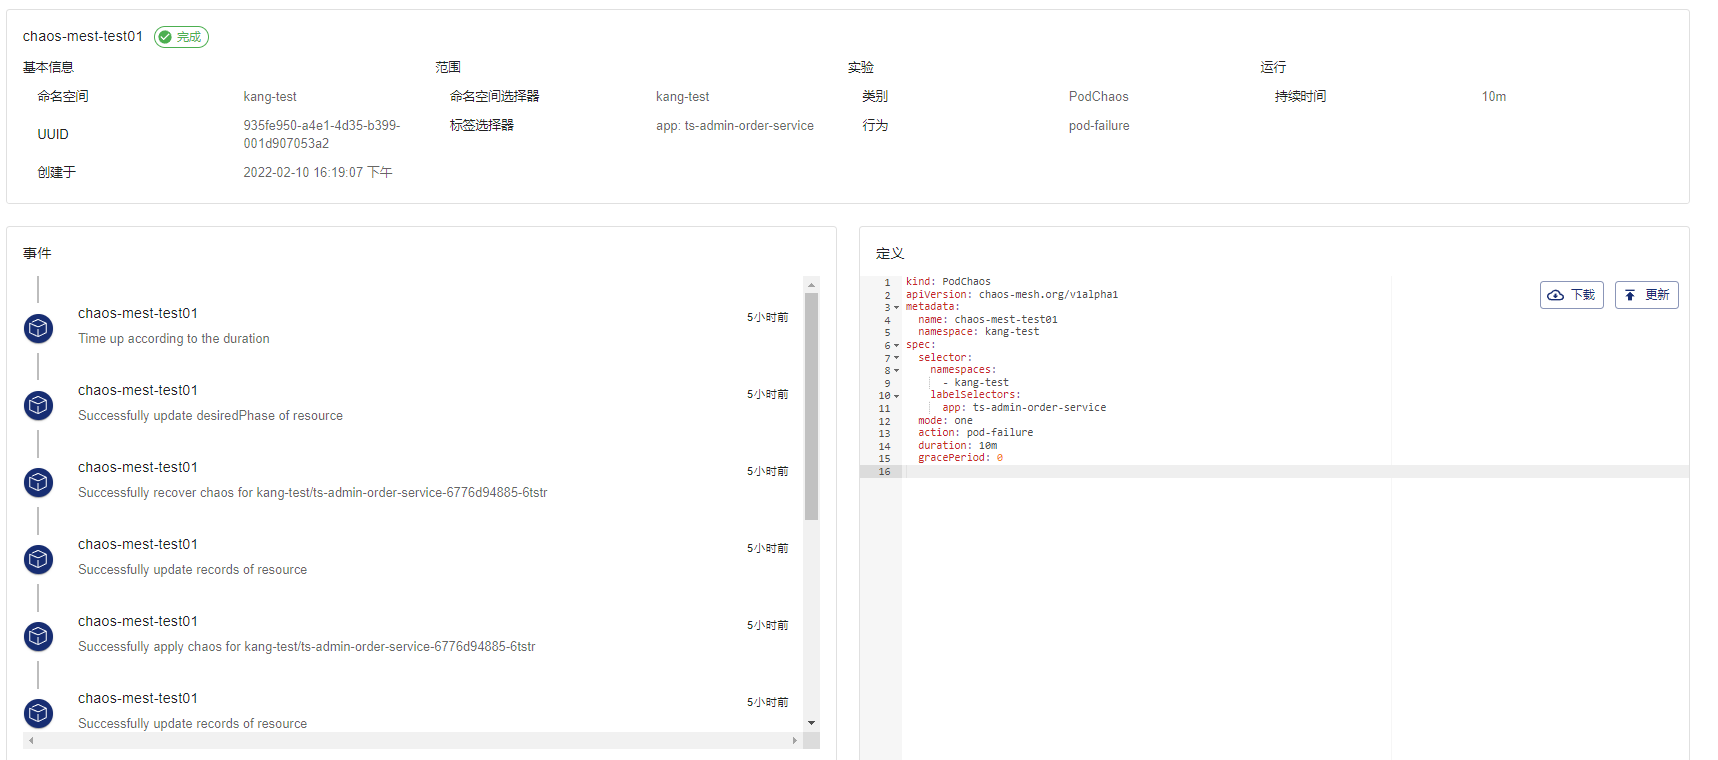 chaos-mest-test01 完成
基本信息
命名空间 kang-test
UUID 935fe950-a4e1-4d35-b399-
001d907053a2
创建于 2022-02-10 16:19:07 下午
范围
命名空间选择器 kang-test
标签选择器 app: ts-admin-order-service
实验
类别 PodChaos
行为 pod-failure
运行
持续时间 10m
事件
chaos-mest-test01 5小时前
Time up according to the duration
chaos-mest-test01 5小时前
Successfully update desiredPhase of resource
chaos-mest-test01 5小时前
Successfully recover chaos for kang-test/ts-admin-order-service-6776d94885-6tstr
chaos-mest-test01 5小时前
Successfully update records of resource
chaos-mest-test01 5小时前
Successfully apply chaos for kang-test/ts-admin-order-service-6776d94885-6tstr
chaos-mest-test01 5小时前
Successfully update records of resource
定义
下载 更新
1 kind: PodChaos
2 apiVersion: chaos-mesh.org/v1alpha1
3 metadata:
4 name: chaos-mest-test01
5 namespace: kang-test
6 spec:
7 selector:
8 namespaces:
9 - kang-test
10 labelSelectors:
11 app: ts-admin-order-service
12 mode: one
13 action: pod-failure
14 duration: 10m
15 gracePeriod: 0
16